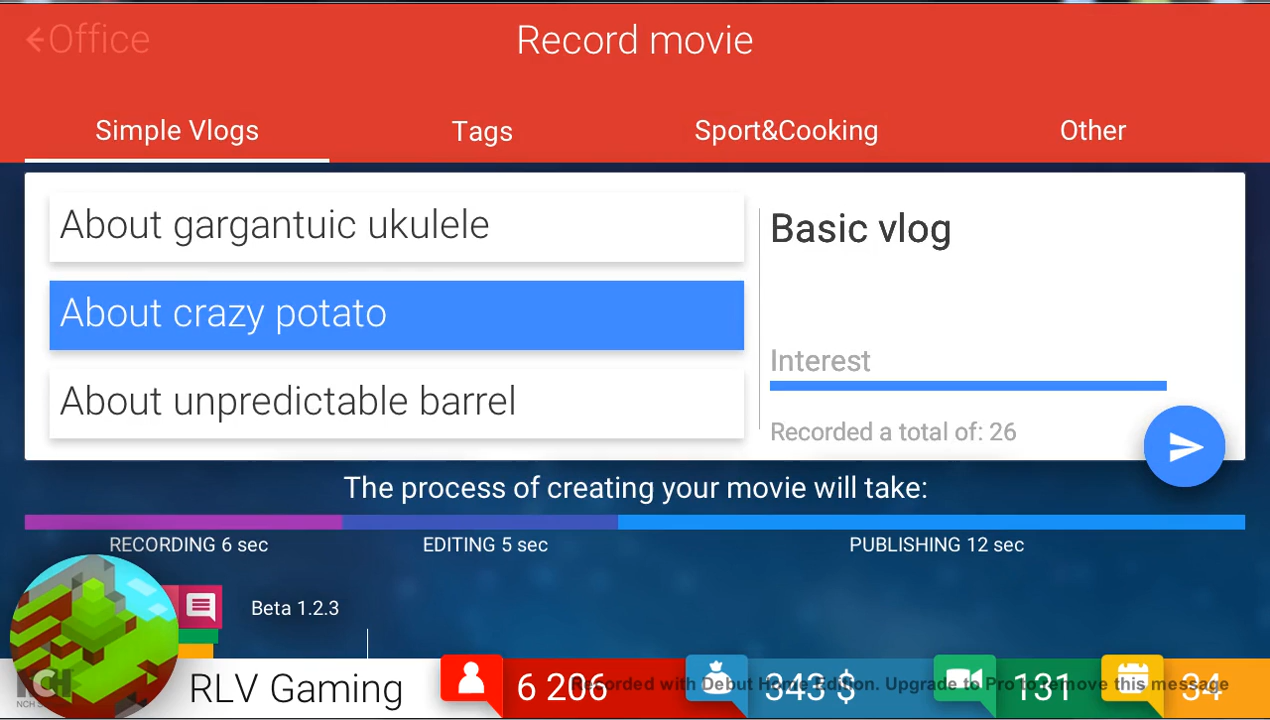 Office
Record movie
Simple Vlogs
Tags
Sport&Cooking
Other
About gargantuic ukulele
Basic vlog
About crazy potato
Interest
About unpredictable barrel
Recorded a total of: 26
The process of creating your movie will take:
RECORDING 6 sec
EDITING 5 sec
PUBLISHING 12 sec
Beta 1.2.3
NCH
RLV Gaming
6 206
343 $
131
34
Recorded with Debut Home Edition. Upgrade to Pro to remove this message